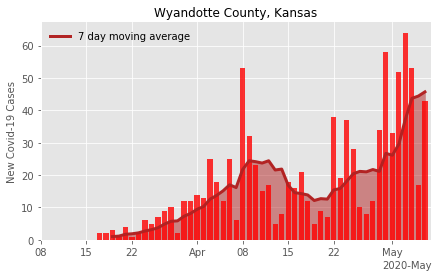 Wyandotte County, Kansas
7 day moving average
New Covid-19 Cases
60
50
40
30
20
10
0
08 15 22 Apr 08 15 22 May 08
2020-May